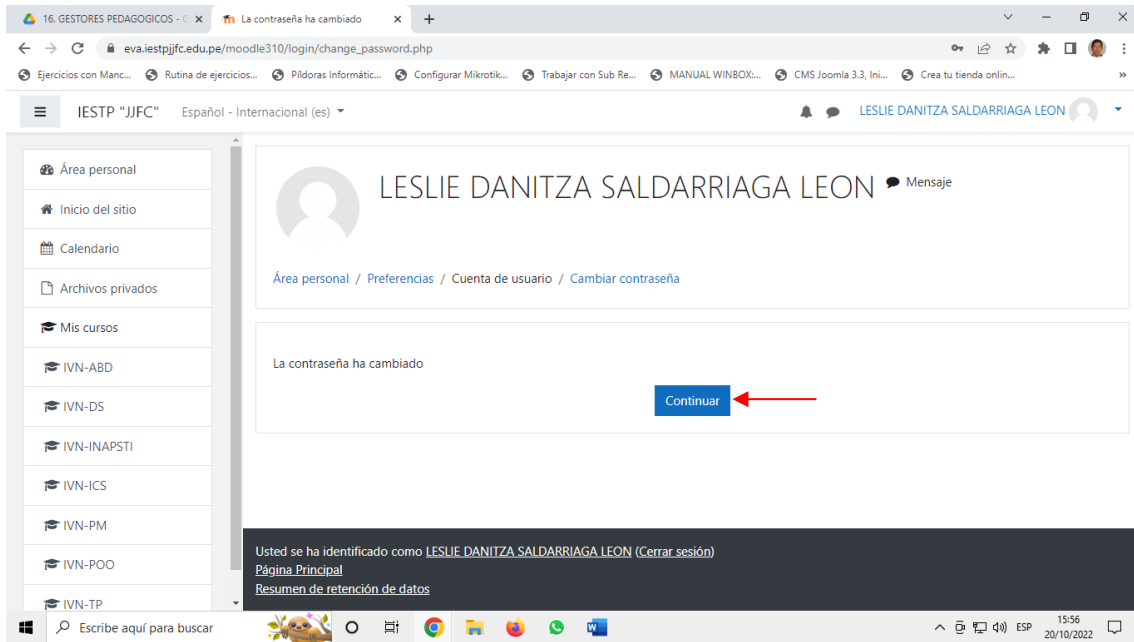 16. GESTORES PEDAGOGICOS - G
La contraseña ha cambiado
eva.iestpjjfc.edu.pe/moodle310/login/change_password.php
Ejercicios con Manc...
Rutina de ejercicios...
Píldoras Informátic...
Configurar Mikrotik...
Trabajar con Sub Re...
MANUAL WINBOX:...
CMS Joomla 3.3, Ini...
Crea tu tienda onlin...
»
IESTP "JJFC"
Español - Internacional (es)
LESLIE DANITZA SALDARRIAGA LEON
Área personal
Inicio del sitio
Calendario
Archivos privados
Mis cursos
IVN-ABD
IVN-DS
IVN-INAPSTI
IVN-ICS
IVN-PM
IVN-POO
IVN-TP
LESLIE DANITZA SALDARRIAGA LEON
Mensaje
Área personal / Preferencias / Cuenta de usuario / Cambiar contraseña
La contraseña ha cambiado
Continuar
Usted se ha identificado como LESLIE DANITZA SALDARRIAGA LEON (Cerrar sesión)
Página Principal
Resumen de retención de datos
Escribe aquí para buscar
ESP
15:56
20/10/2022